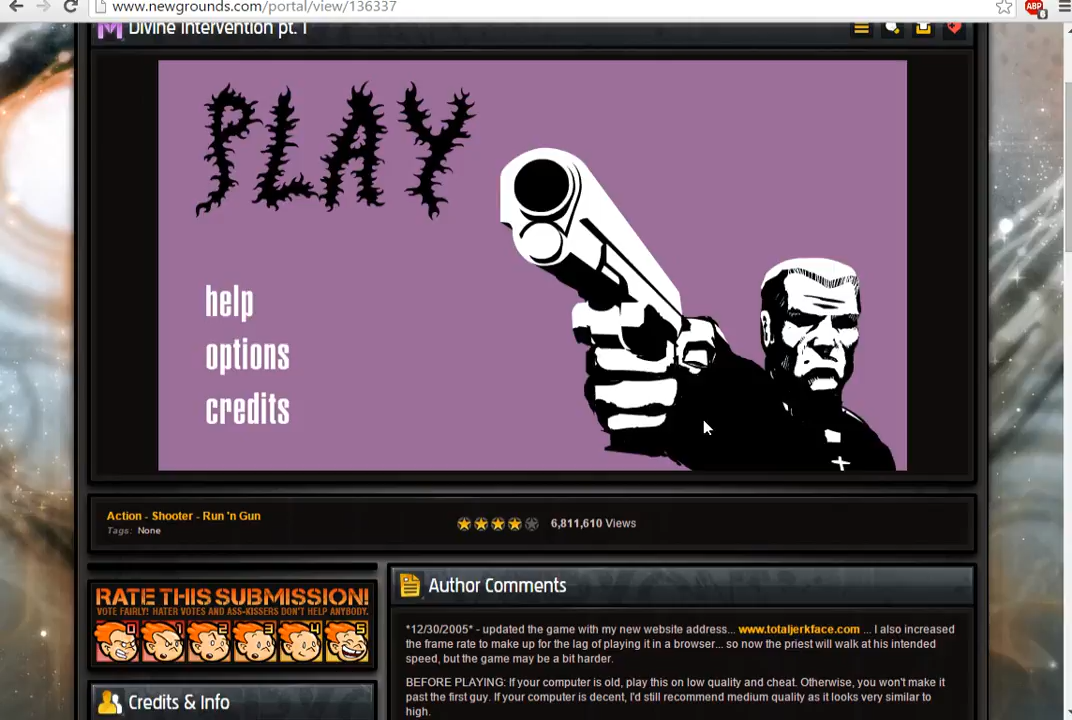 www.newgrounds.com/portal/view/136337
ABP
8
Divine Intervention pt. 1
PLAY
help
options
credits
Action - Shooter - Run 'n Gun
Tags: None
6,811,610 Views
RATE THIS SUBMISSION!
VOTE FAIRLY! HATER VOTES AND ASS-KISSERS DON'T HELP ANYBODY.
0 1 2 3 4 5
Author Comments
*12/30/2005* - updated the game with my new website address... www.totaljerkface.com ... I also increased
the frame rate to make up for the lag of playing it in a browser... so now the priest will walk at his intended
speed, but the game may be a bit harder.
BEFORE PLAYING: If your computer is old, play this on low quality and cheat. Otherwise, you won't make it
past the first guy. If your computer is decent, I'd still recommend medium quality as it looks very similar to
high.
Credits & Info